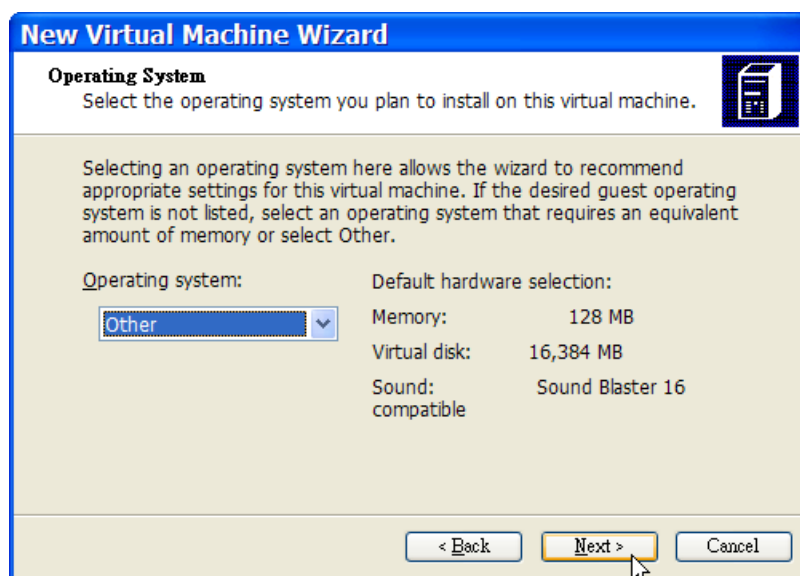 New Virtual Machine Wizard
Operating System
Select the operating system you plan to install on this virtual machine.
Selecting an operating system here allows the wizard to recommend
appropriate settings for this virtual machine. If the desired guest operating
system is not listed, select an operating system that requires an equivalent
amount of memory or select Other.
Operating system:
Other
Default hardware selection:
Memory: 128 MB
Virtual disk: 16,384 MB
Sound: Sound Blaster 16
compatible
< Back Next > Cancel